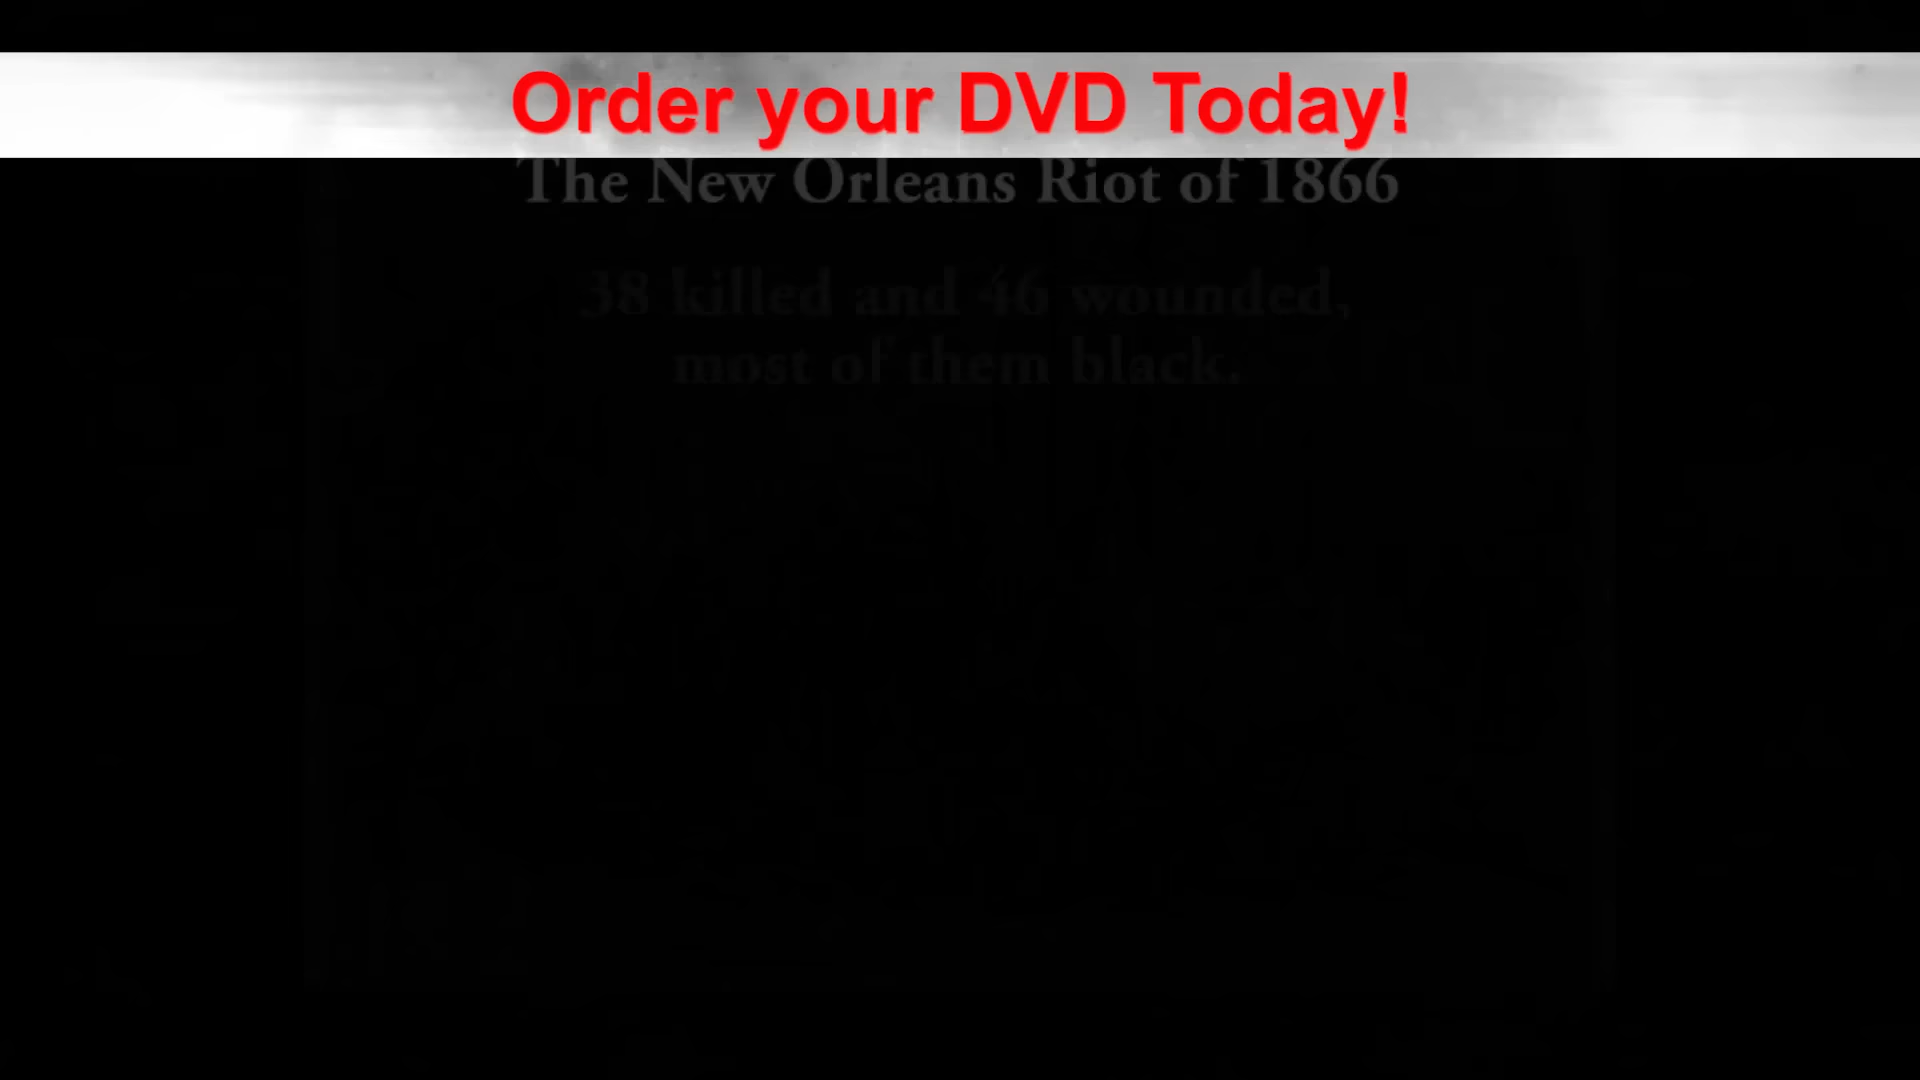 Order your DVD Today!
The New Orleans Riot of 1866
38 killed and 46 wounded,
most of them black.